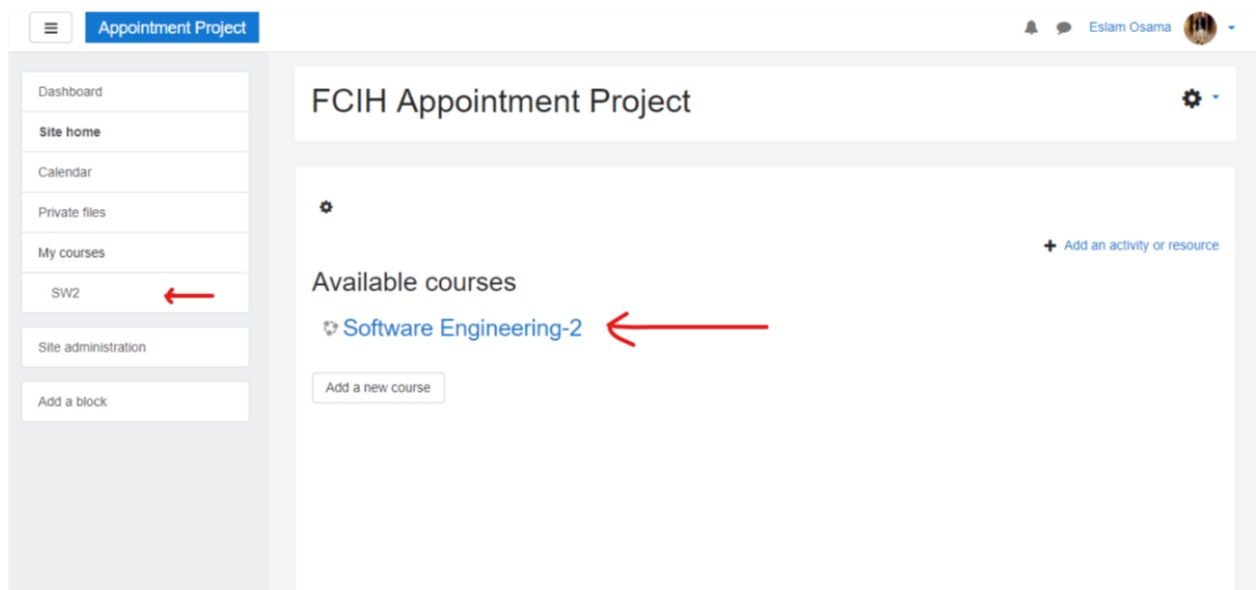 Appointment Project
Eslam Osama
Dashboard
Site home
Calendar
Private files
My courses
SW2
Site administration
Add a block
FCIH Appointment Project
Add an activity or resource
Available courses
Software Engineering-2
Add a new course